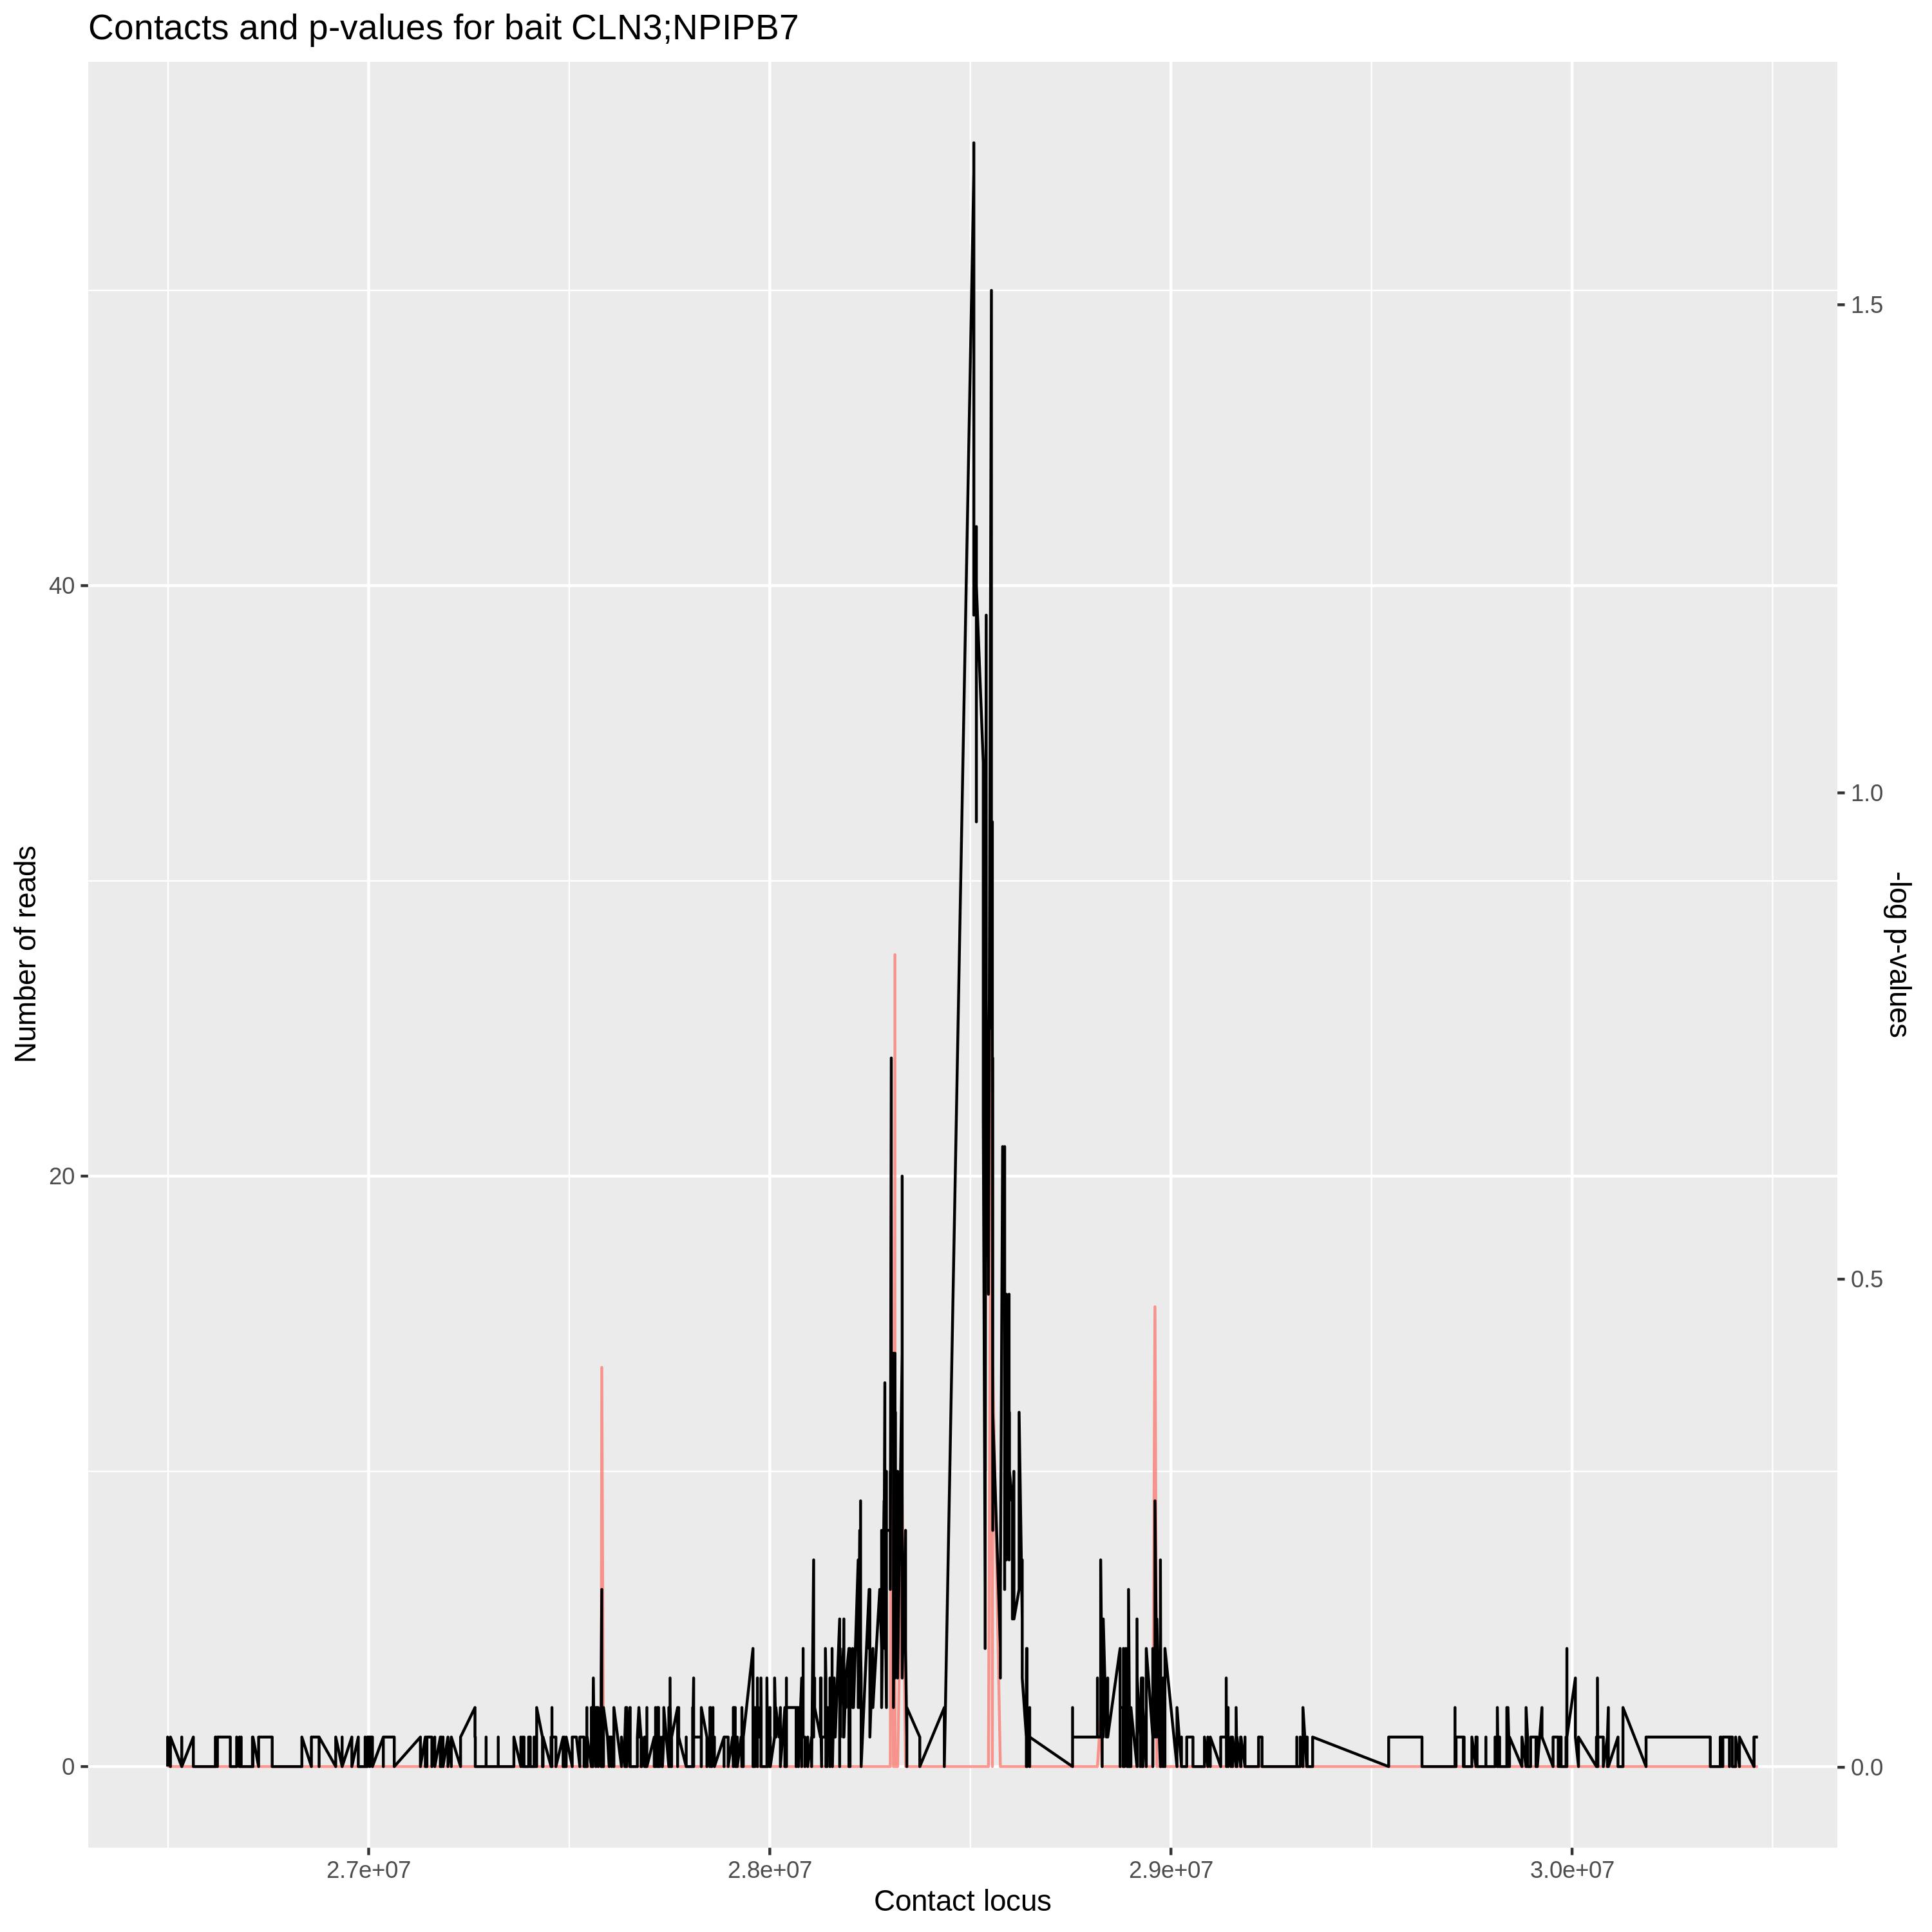 Contacts and p-values for bait CLN3;NPIPB7
Number of reads
40
20
0
1.5
1.0
0.5
0.0
-log p-values
2.7e+07
2.8e+07
2.9e+07
3.0e+07
Contact locus